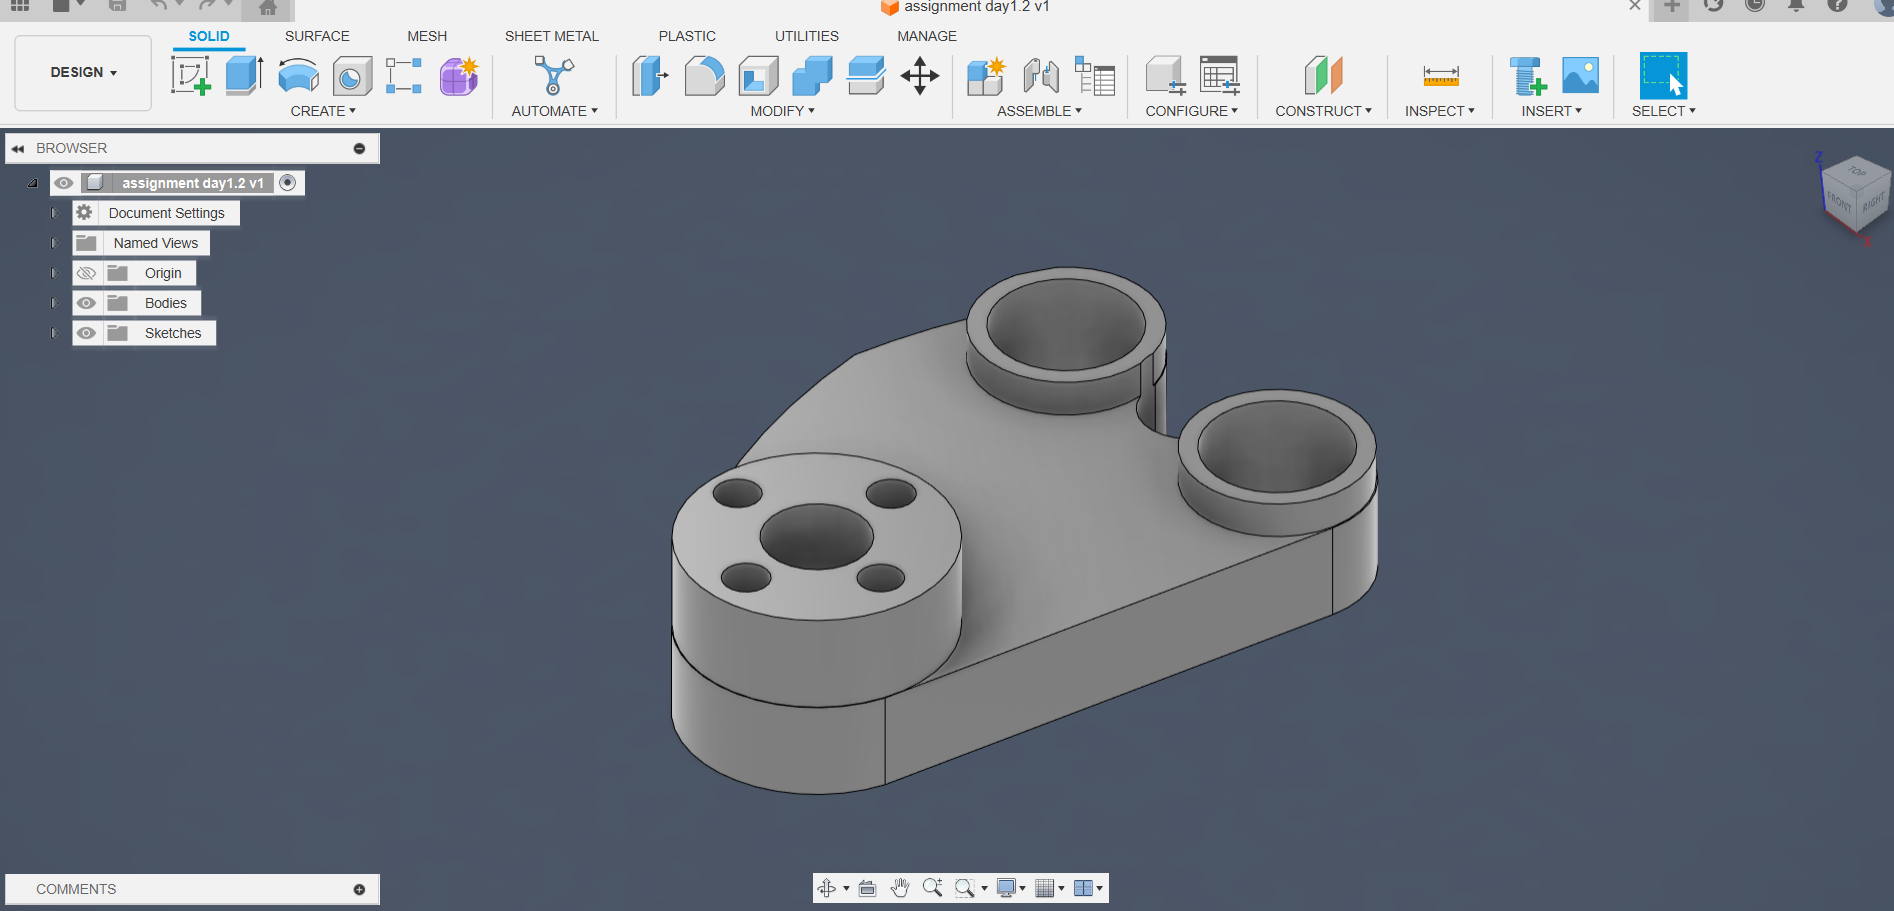 assignment day1.2 v1
SOLID SURFACE MESH SHEET METAL PLASTIC UTILITIES MANAGE
DESIGN
CREATE AUTOMATE MODIFY ASSEMBLE CONFIGURE CONSTRUCT INSPECT INSERT SELECT
BROWSER
assignment day1.2 v1
Document Settings
Named Views
Origin
Bodies
Sketches
Z
TOP
FRONT
RIGHT
X
COMMENTS